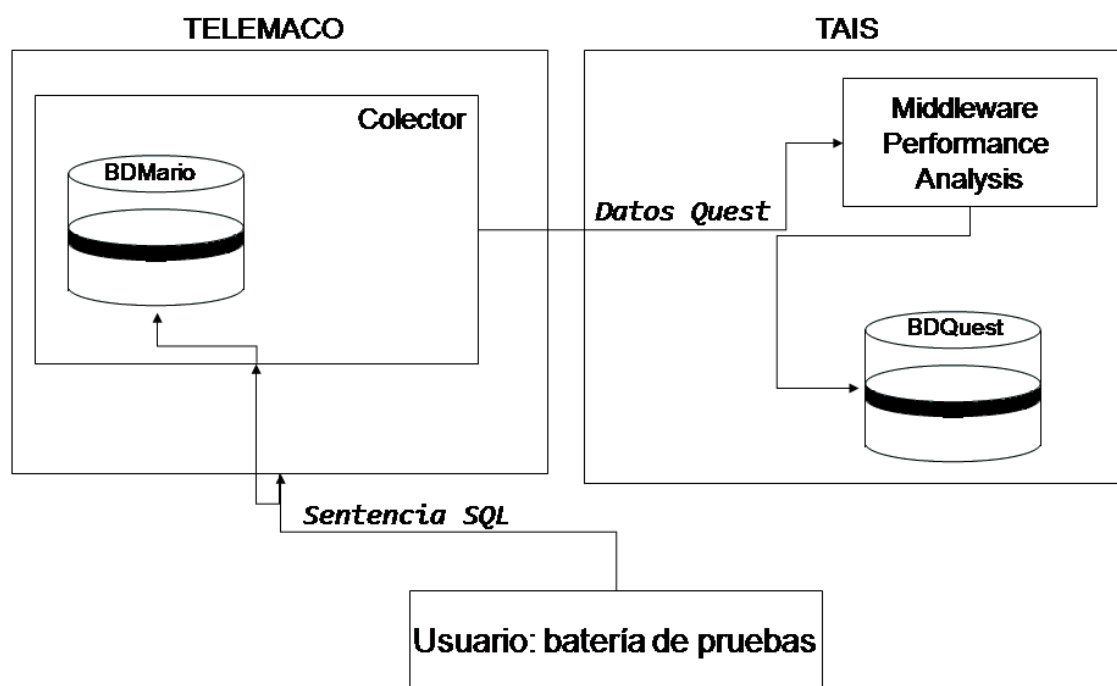 TELEMACO
TAIS
Colector
BDMario
Middleware
Performance
Analysis
Datos Quest
BDQuest
Sentencia SQL
Usuario: batería de pruebas